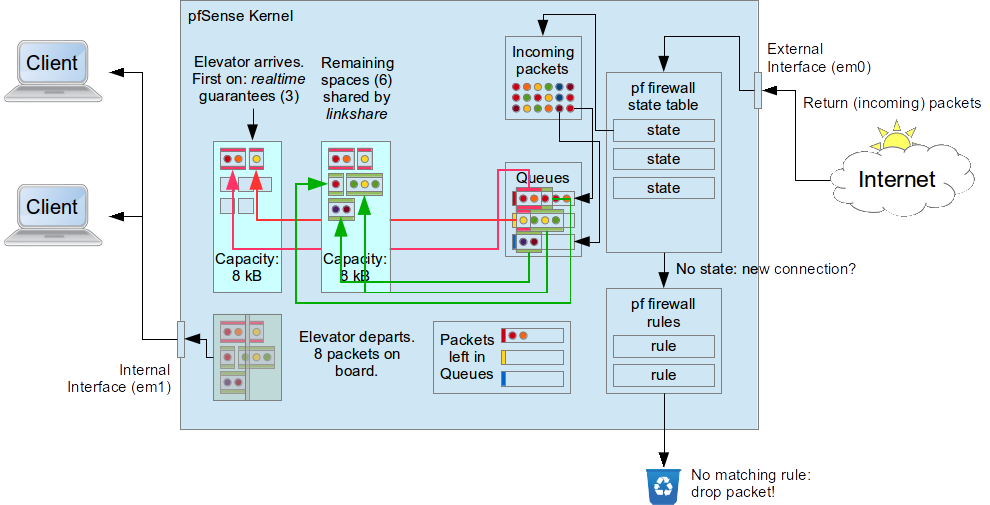 pfSense Kernel
Client
Client
Elevator arrives.
First on: realtime
guarantees (3)
Remaining
spaces (6)
shared by
linkshare
Incoming
packets
pf firewall
state table
state
state
state
External
Interface (em0)
Return (incoming) packets
Internet
Queues
Capacity:
8 kB
Capacity:
8 kB
No state: new connection?
pf firewall
rules
rule
rule
Elevator departs.
8 packets on
board.
Packets
left in
Queues
Internal
Interface (em1)
No matching rule:
drop packet!